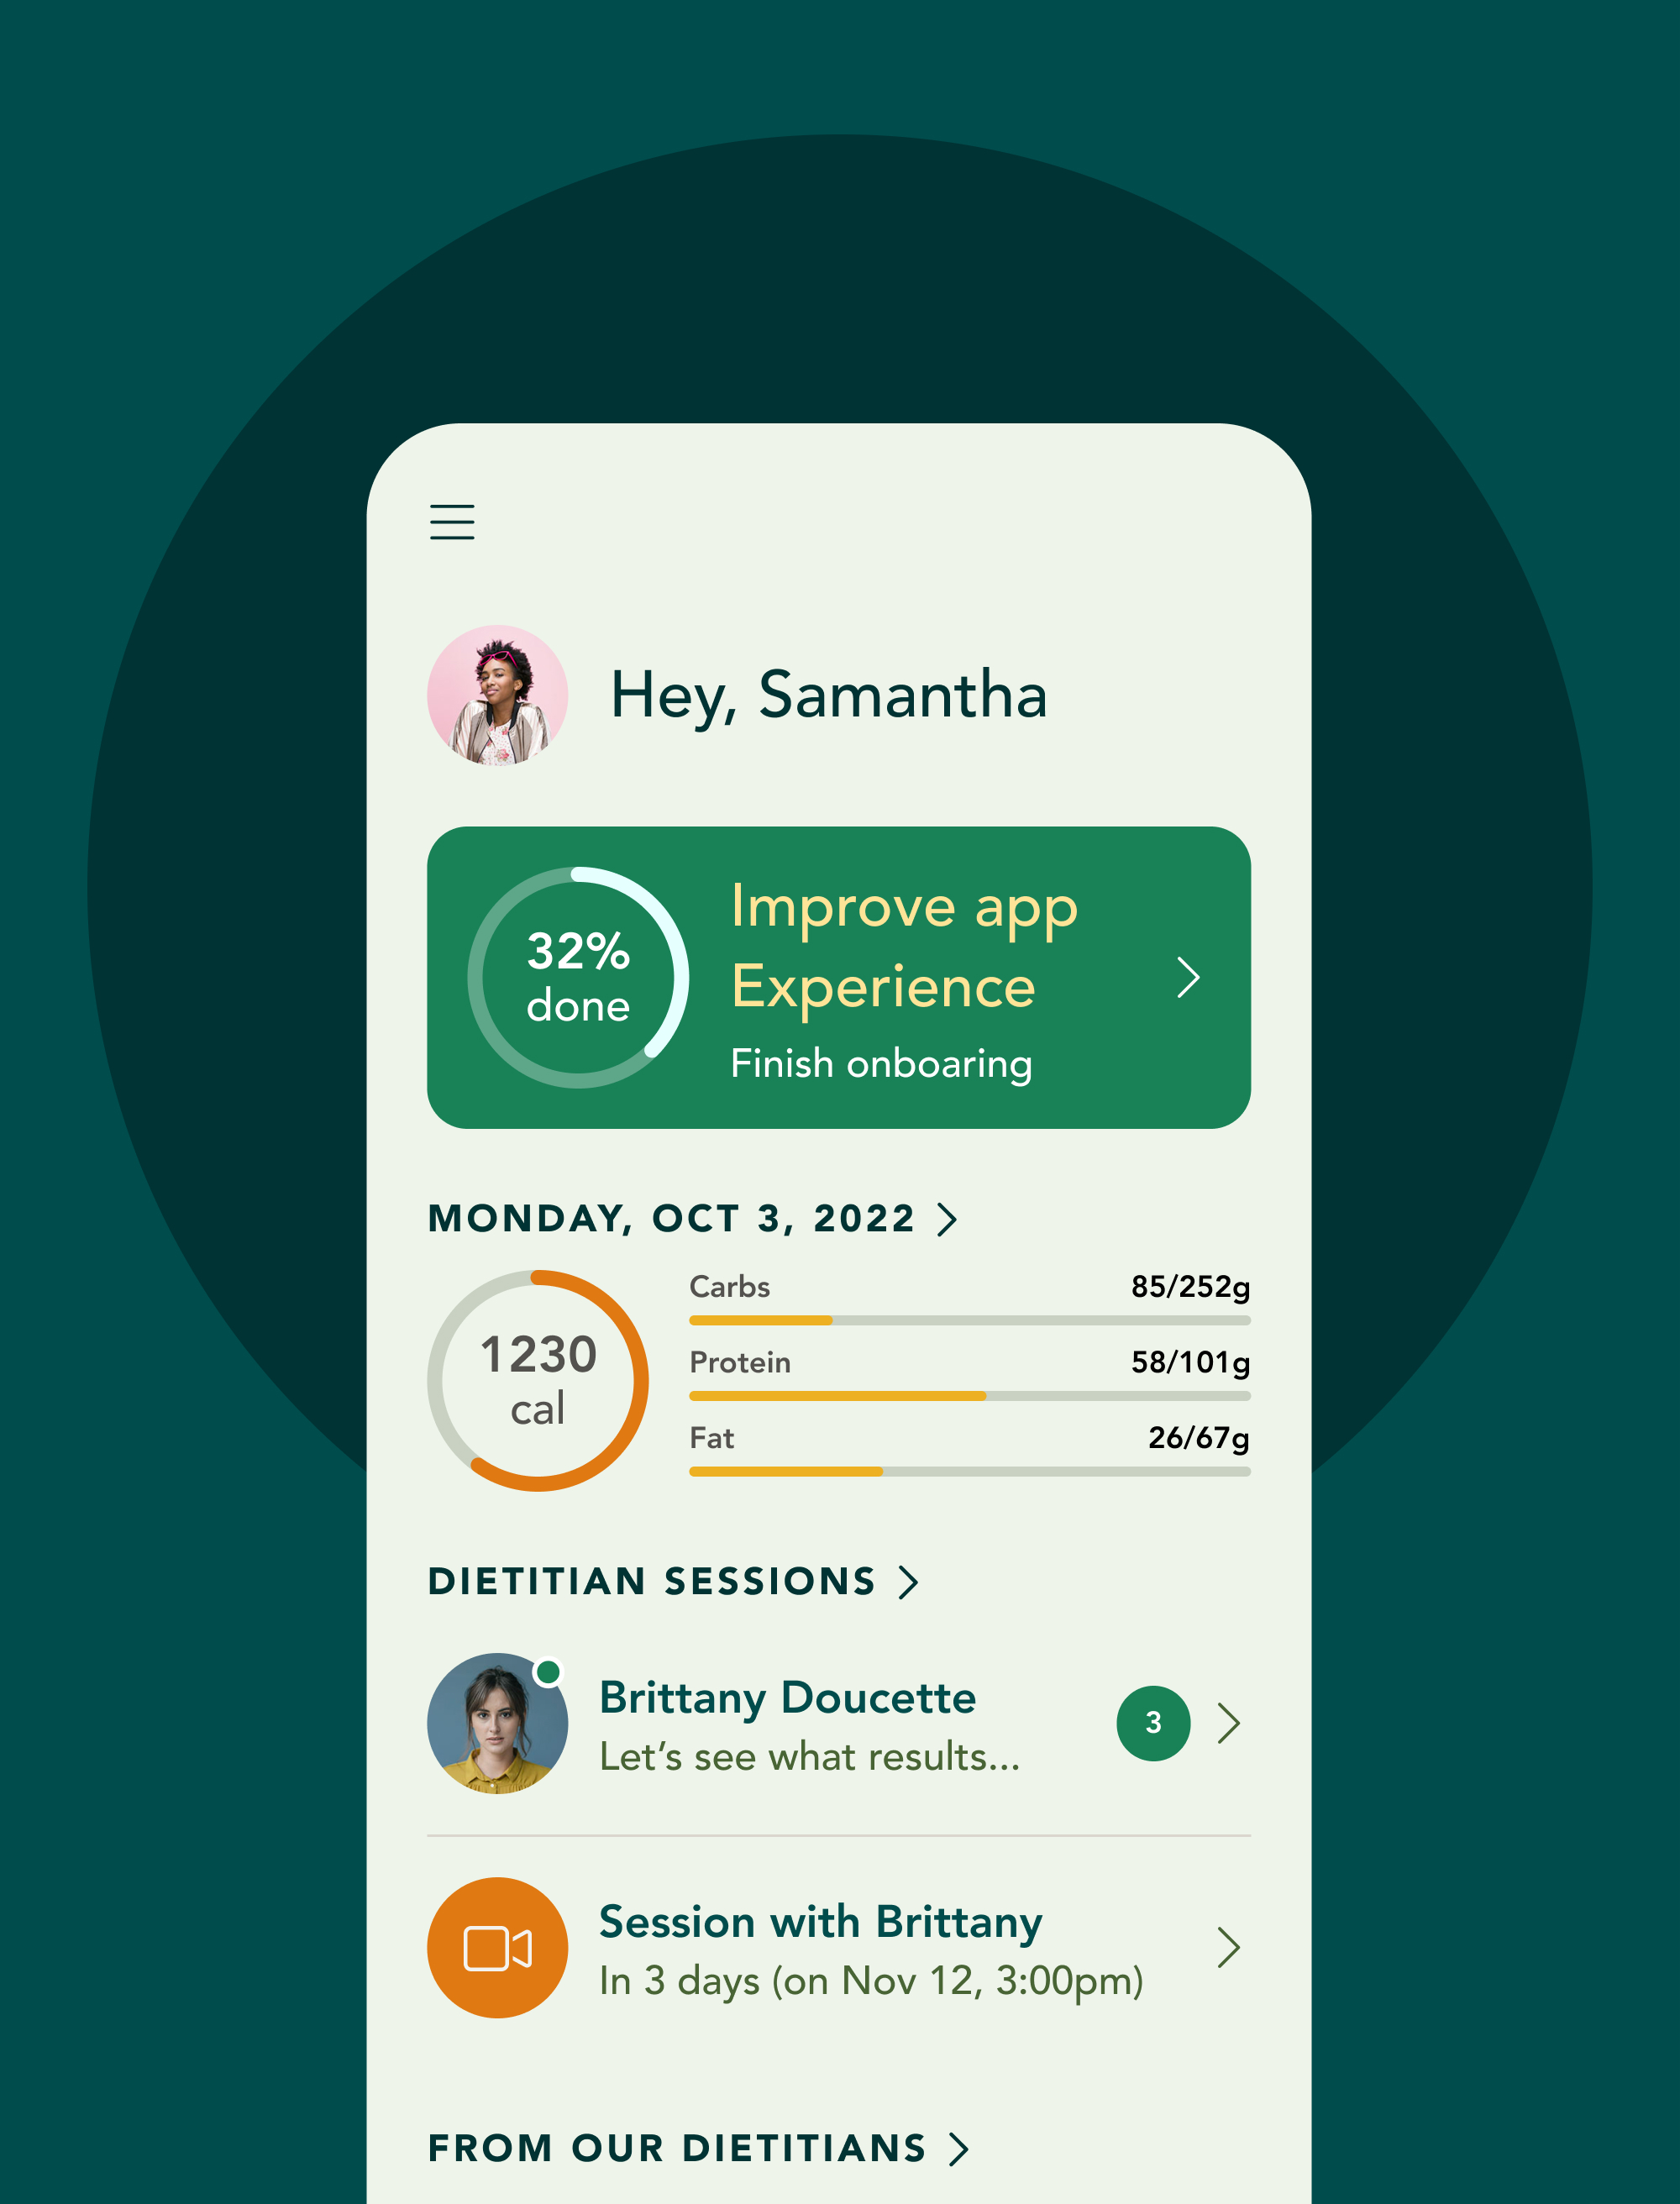 Hey, Samantha
32%
done
Improve app
Experience
Finish onboaring
MONDAY, OCT 3, 2022
1230
cal
Carbs 85/252g
Protein 58/101g
Fat 26/67g
DIETITIAN SESSIONS
Brittany Doucette
Let’s see what results...
3
Session with Brittany
In 3 days (on Nov 12, 3:00pm)
FROM OUR DIETITIANS